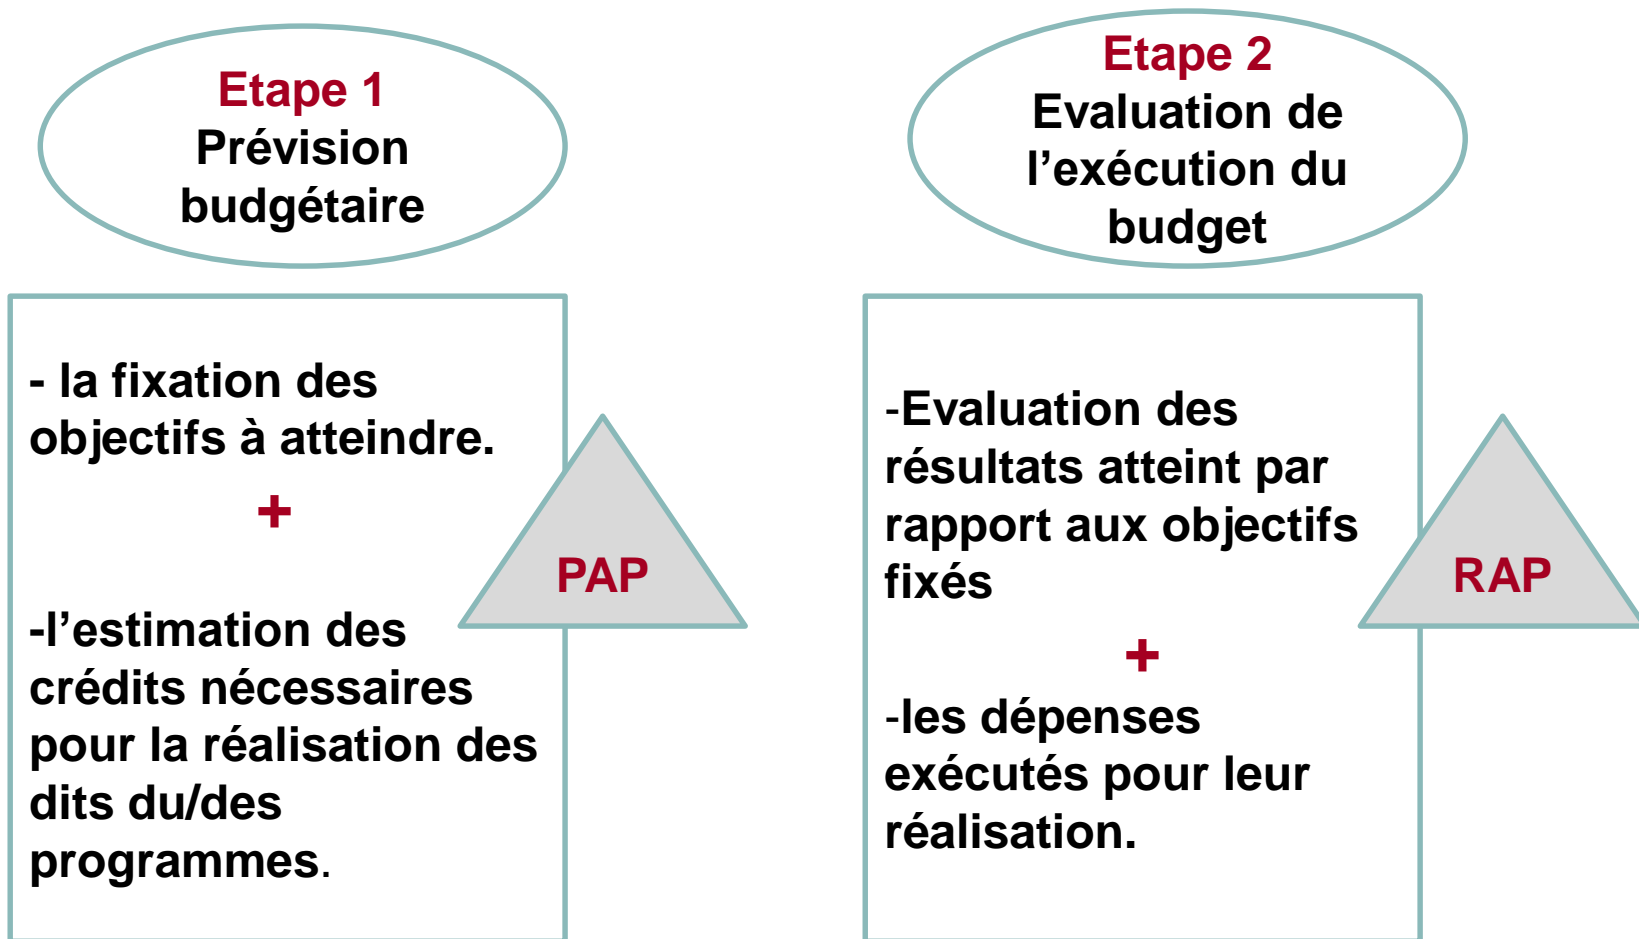 Etape 1
Prévision
budgétaire
- la fixation des
objectifs à atteindre.
+
-l’estimation des
crédits nécessaires
pour la réalisation des
dits du/des
programmes.
PAP
Etape 2
Evaluation de
l’exécution du
budget
-Evaluation des
résultats atteint par
rapport aux objectifs
fixés
+
-les dépenses
exécutés pour leur
réalisation.
RAP